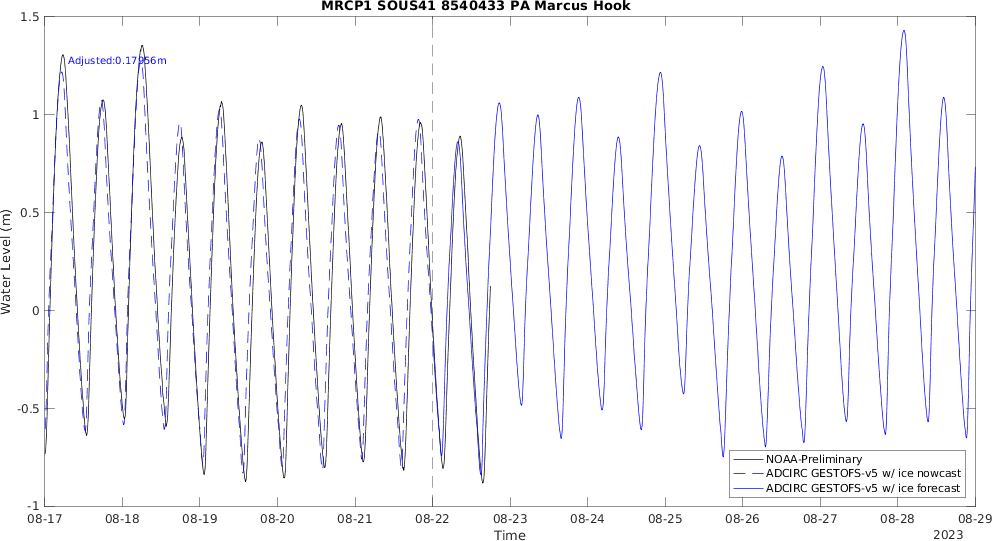 MRCP1 SOUS41 8540433 PA Marcus Hook
Adjusted:0.17956m
1.5
1
0.5
0
-0.5
-1
Water Level (m)
NOAA-Preliminary
ADCIRC GESTOFS-v5 w/ ice nowcast
ADCIRC GESTOFS-v5 w/ ice forecast
08-17 08-18 08-19 08-20 08-21 08-22 08-23 08-24 08-25 08-26 08-27 08-28 08-29
Time
2023